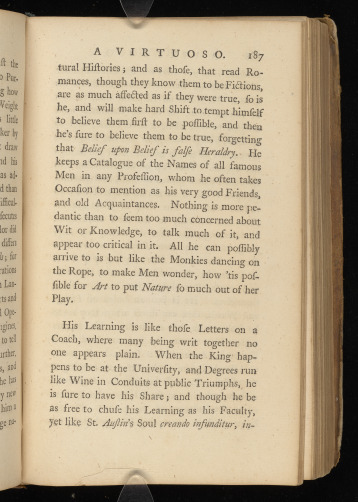 A VIRTUOSO. 187
tural Hiſtories; and as thoſe, that read Ro-
mances, though they know them to be Fictions,
are as much affected as if they were true, ſo is
he, and will make hard Shift to tempt himſelf
to believe them firſt to be poſſible, and then
he's ſure to believe them to be true, forgetting
that Belief upon Belief is falſe Heraldry. He
keeps a Catalogue of the Names of all famous
Men in any Profeſſion, whom he often takes
Occaſion to mention as his very good Friends,
and old Acquaintances. Nothing is more pe-
dantic than to ſeem too much concerned about
Wit or Knowledge, to talk much of it, and
appear too critical in it. All he can poſſibly
arrive to is but like the Monkies dancing on
the Rope, to make Men wonder, how 'tis poſ-
ſible for Art to put Nature ſo much out of her
Play.
His Learning is like thoſe Letters on a
Coach, where many being writ together no
one appears plain. When the King hap-
pens to be at the Univerſity, and Degrees run
like Wine in Conduits at public Triumphs, he
is ſure to have his Share; and though he be
as free to chuſe his Learning as his Faculty,
yet like St. Auſtin's Soul creando infunditur, in-